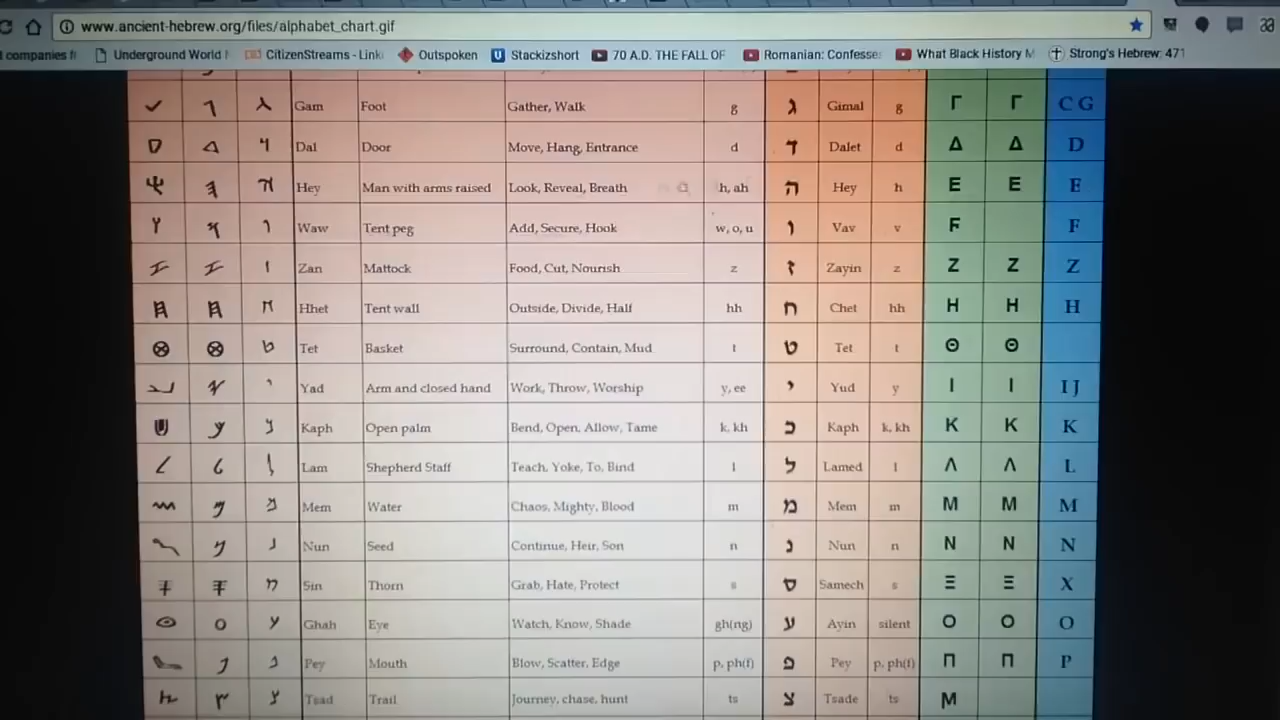 www.ancient-hebrew.org/files/alphabet_chart.gif
companies Underground World CitizenStreams - Link Outspoken Stackizshort 70 A.D. THE FALL OF Romanian: Confesse What Black History M Strong's Hebrew: 471
Gam Foot Gather, Walk g ג Gimal g Γ Γ C G
Dal Door Move, Hang, Entrance d ד Dalet d Δ Δ D
Hey Man with arms raised Look, Reveal, Breath h, ah ה Hey h E E E
Waw Tent peg Add, Secure, Hook w, o, u ו Vav v F F
Zan Mattock Food, Cut, Nourish z ז Zayin z Z Z Z
Hhet Tent wall Outside, Divide, Half hh ח Chet hh H H H
Tet Basket Surround, Contain, Mud t ט Tet t Θ Θ
Yad Arm and closed hand Work, Throw, Worship y, ee י Yud y I I I J
Kaph Open palm Bend, Open, Allow, Tame k, kh כ Kaph k, kh K K K
Lam Shepherd Staff Teach, Yoke, To, Bind l ל Lamed l Λ Λ L
Mem Water Chaos, Mighty, Blood m מ Mem m M M M
Nun Seed Continue, Heir, Son n נ Nun n N N N
Sin Thorn Grab, Hate, Protect s ס Samech s Ξ Ξ X
Ghah Eye Watch, Know, Shade gh(ng) ע Ayin silent O O O
Pey Mouth Blow, Scatter, Edge p, ph(f) פ Pey p, ph(f) Π Π P
Tsad Trail Journey, chase, hunt ts צ Tsade ts M